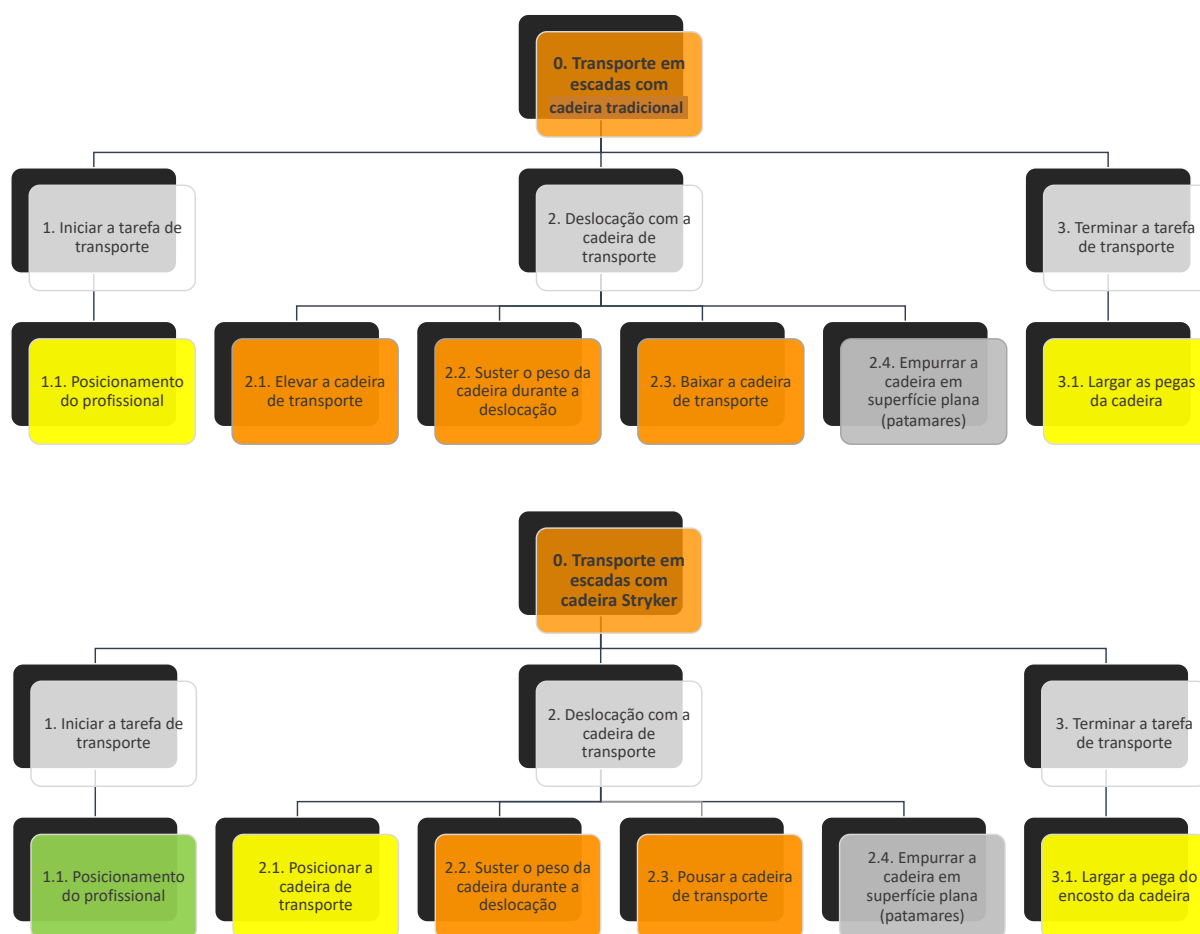 0. Transporte em
escadas com
cadeira tradicional
1. Iniciar a tarefa de
transporte
2. Deslocação com a
cadeira de
transporte
3. Terminar a tarefa
de transporte
1.1. Posicionamento
do profissional
2.1. Elevar a cadeira
de transporte
2.2. Suster o peso da
cadeira durante a
deslocação
2.3. Baixar a cadeira
de transporte
2.4. Empurrar a
cadeira em
superfície plana
(patamares)
3.1. Largar as pegas
da cadeira
0. Transporte em
escadas com
cadeira Stryker
1. Iniciar a tarefa de
transporte
2. Deslocação com a
cadeira de
transporte
3. Terminar a tarefa
de transporte
1.1. Posicionamento
do profissional
2.1. Posicionar a
cadeira de
transporte
2.2. Suster o peso da
cadeira durante a
deslocação
2.3. Pousar a cadeira
de transporte
2.4. Empurrar a
cadeira em
superfície plana
(patamares)
3.1. Largar a pega do
encosto da cadeira